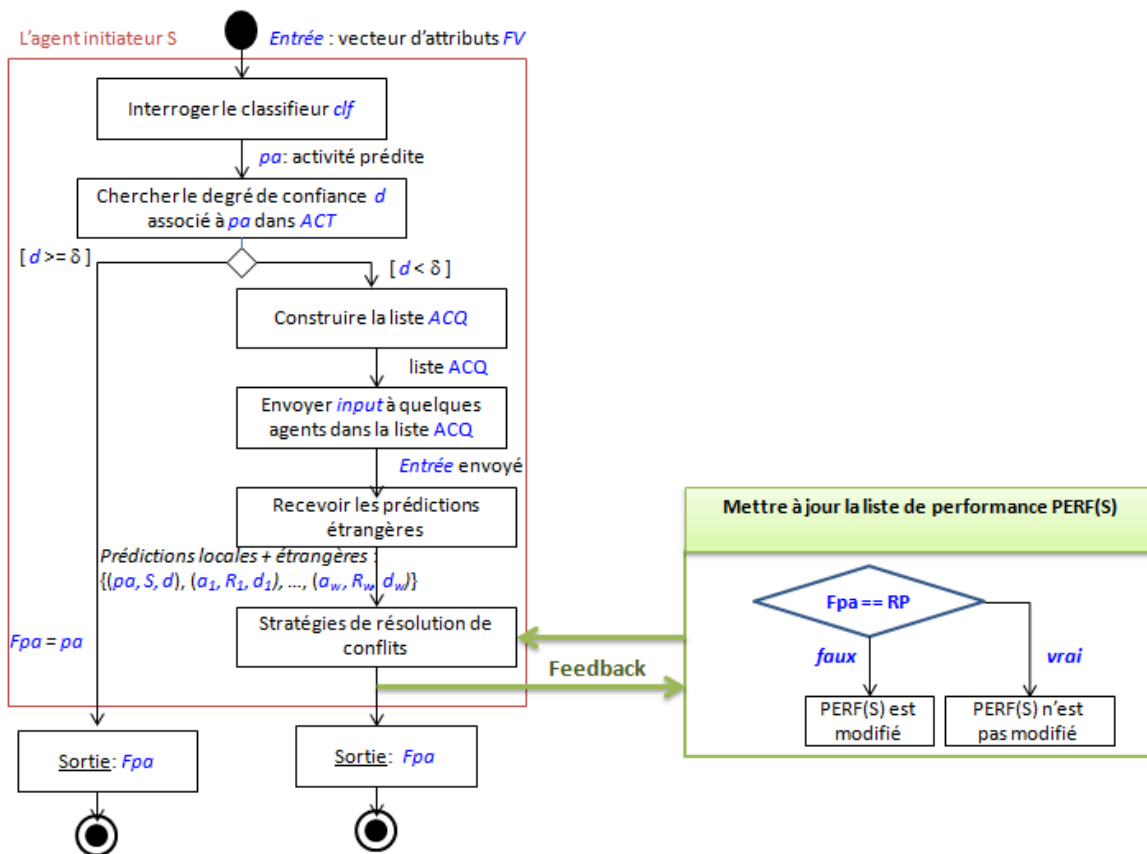 L'agent initiateur S
Entrée : vecteur d'attributs FV
Interroger le classifieur clf
pa: activité prédite
Chercher le degré de confiance d
associé à pa dans ACT
[ d >= δ ]
[ d < δ ]
Construire la liste ACQ
liste ACQ
Envoyer input à quelques
agents dans la liste ACQ
Entrée envoyé
Recevoir les prédictions
étrangères
Prédictions locales + étrangères :
{(pa, S, d), (a1, R1, d1), ..., (aw, Rw, dw)}
Stratégies de résolution de
conflits
Fpa = pa
Sortie: Fpa
Sortie: Fpa
Feedback
Mettre à jour la liste de performance PERF(S)
Fpa == RP
faux
vrai
PERF(S) est
modifié
PERF(S) n'est
pas modifié